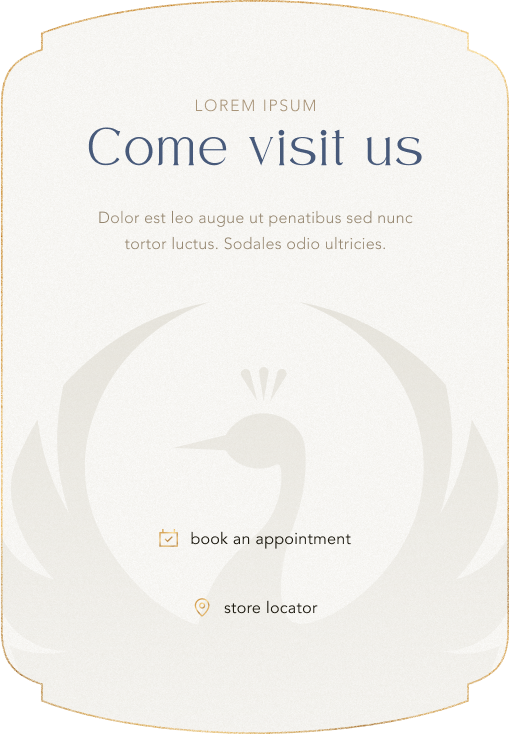 LOREM IPSUM
Come visit us
Dolor est leo augue ut penatibus sed nunc
tortor luctus. Sodales odio ultricies.
book an appointment
store locator